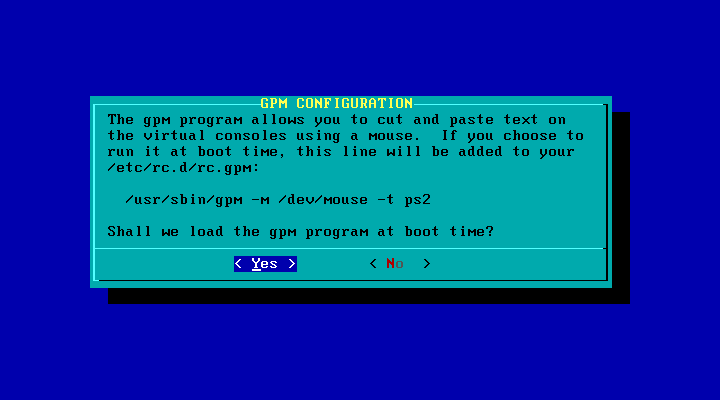 GPM CONFIGURATION
The gpm program allows you to cut and paste text on
the virtual consoles using a mouse.  If you choose to
run it at boot time, this line will be added to your
/etc/rc.d/rc.gpm:
/usr/sbin/gpm -m /dev/mouse -t ps2
Shall we load the gpm program at boot time?
< Yes > < No  >